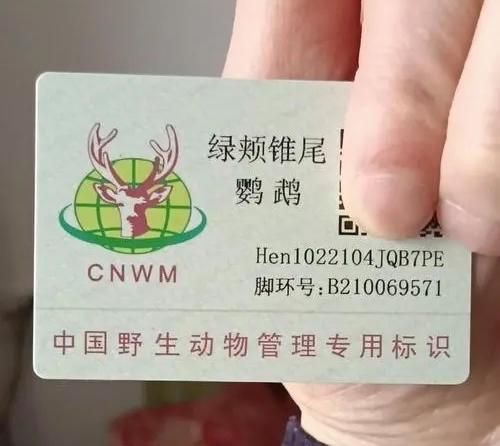 绿颊锥尾
鹦鹉
CNWM
Hen1022104JQB7PE
脚环号:B210069571
中国野生动物管理专用标识